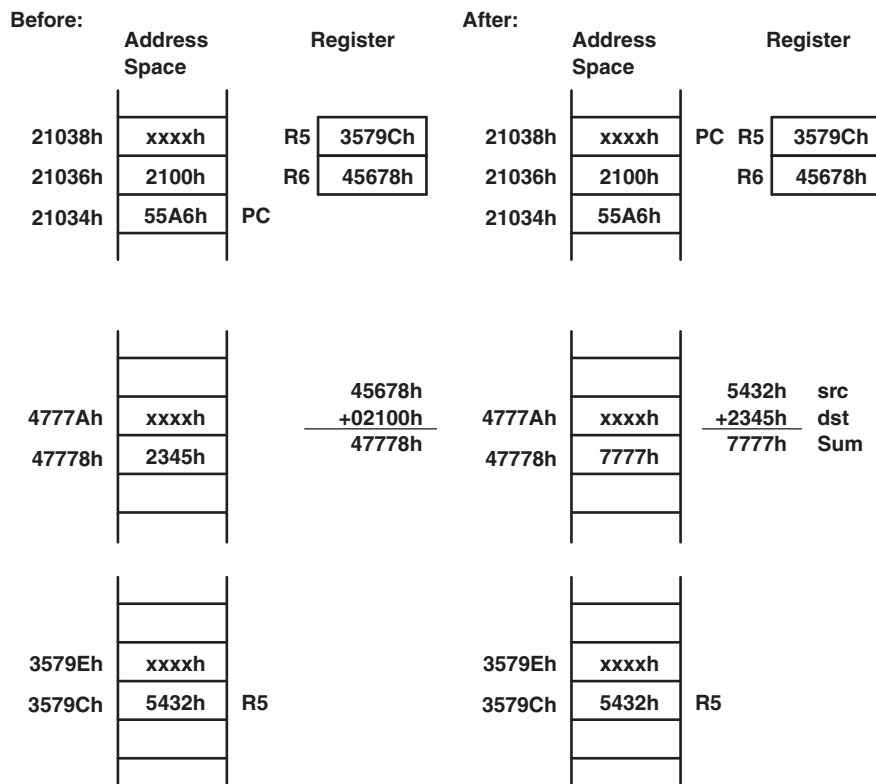 Before:
Address Space
Register
21038h xxxxh R5 3579Ch
21036h 2100h R6 45678h
21034h 55A6h PC
4777Ah xxxxh
47778h 2345h
45678h
+02100h
47778h
3579Eh xxxxh
3579Ch 5432h R5
After:
Address Space
Register
21038h xxxxh PC R5 3579Ch
21036h 2100h R6 45678h
21034h 55A6h
4777Ah xxxxh
47778h 7777h
5432h src
+2345h dst
7777h Sum
3579Eh xxxxh
3579Ch 5432h R5